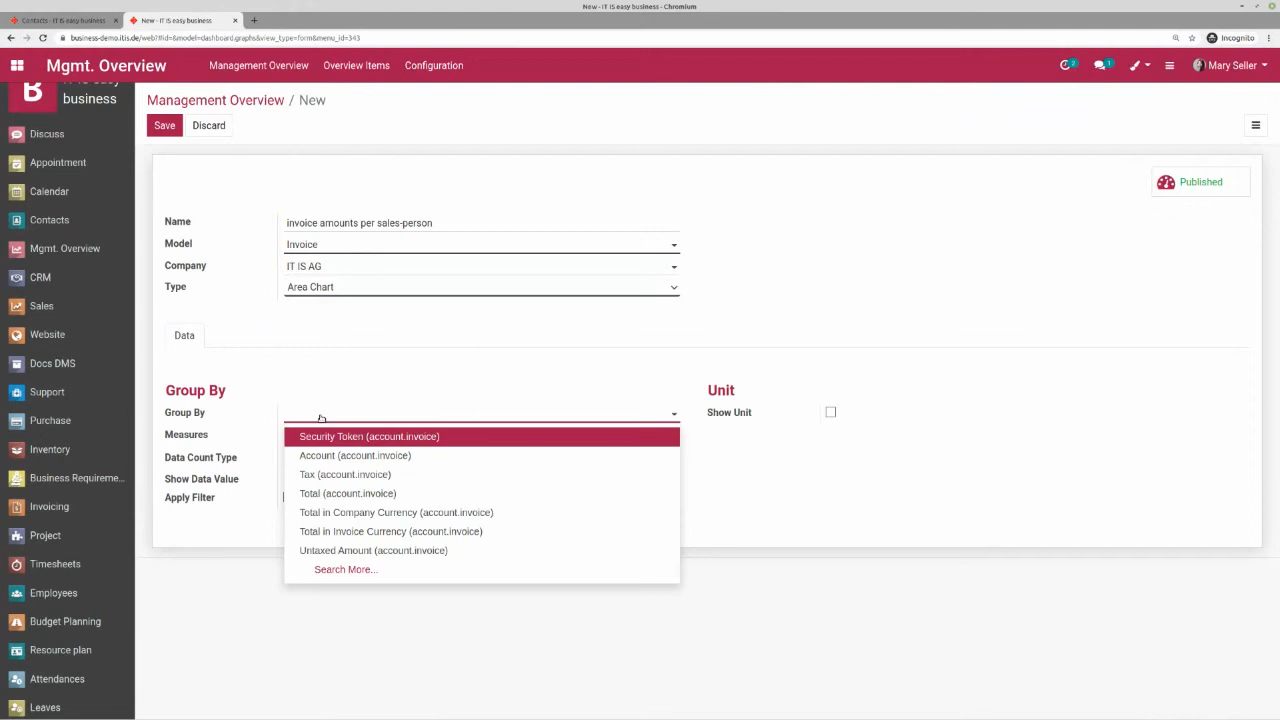 New - IT IS easy business - Chromium
Contacts - IT IS easy business
New - IT IS easy business
business-demo.itis.de/web?#id=&model=dashboard.graphs&view_type=form&menu_id=343
Incognito
Mgmt. Overview
Management Overview
Overview Items
Configuration
2
1
Mary Seller
B
business
Management Overview / New
Save
Discard
Discuss
Appointment
Calendar
Contacts
Mgmt. Overview
CRM
Sales
Website
Docs DMS
Support
Purchase
Inventory
Business Requireme...
Invoicing
Project
Timesheets
Employees
Budget Planning
Resource plan
Attendances
Leaves
Published
Name
invoice amounts per sales-person
Model
Invoice
Company
IT IS AG
Type
Area Chart
Data
Group By
Group By
Measures
Data Count Type
Show Data Value
Apply Filter
Security Token (account.invoice)
Account (account.invoice)
Tax (account.invoice)
Total (account.invoice)
Total in Company Currency (account.invoice)
Total in Invoice Currency (account.invoice)
Untaxed Amount (account.invoice)
Search More...
Unit
Show Unit